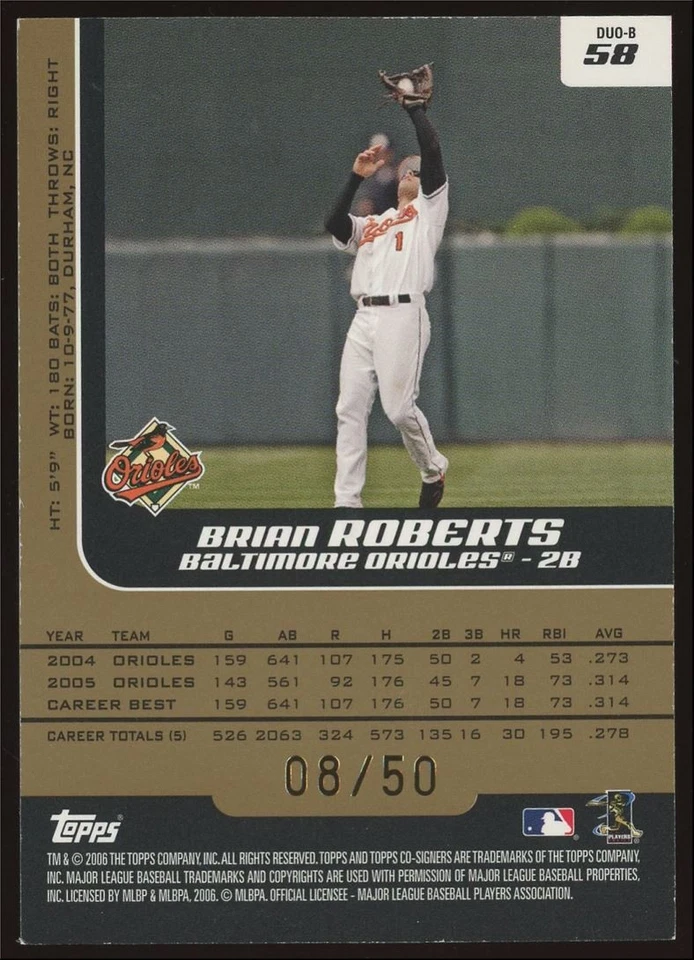 DUO-B
58
HT: 5'9" WT: 180 BATS: BOTH THROWS: RIGHT
BORN: 10-9-77, DURHAM, NC
Orioles
1
Orioles™
BRIAN ROBERTS
BALTIMORE ORIOLES® - 2B
YEAR TEAM G AB R H 2B 3B HR RBI AVG
2004 ORIOLES 159 641 107 175 50 2 4 53 .273
2005 ORIOLES 143 561 92 176 45 7 18 73 .314
CAREER BEST 159 641 107 176 50 7 18 73 .314
CAREER TOTALS (5) 526 2063 324 573 135 16 30 195 .278
08/50
Topps®
PLAYERS
TM & © 2006 THE TOPPS COMPANY, INC. ALL RIGHTS RESERVED. TOPPS AND TOPPS CO-SIGNERS ARE TRADEMARKS OF THE TOPPS COMPANY,
INC. MAJOR LEAGUE BASEBALL TRADEMARKS AND COPYRIGHTS ARE USED WITH PERMISSION OF MAJOR LEAGUE BASEBALL PROPERTIES,
INC. LICENSED BY MLBP & MLBPA, 2006. © MLBPA. OFFICIAL LICENSEE - MAJOR LEAGUE BASEBALL PLAYERS ASSOCIATION.